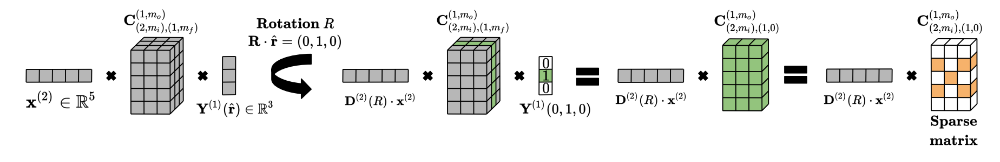 C^{(1,m_o)}_{(2,m_i),(1,m_f)}
x^{(2)} ∈ ℝ^5
Y^{(1)}(r̂) ∈ ℝ^3
Rotation R
R · r̂ = (0, 1, 0)
D^{(2)}(R) · x^{(2)}
C^{(1,m_o)}_{(2,m_i),(1,m_f)}
0
1
0
Y^{(1)}(0, 1, 0)
D^{(2)}(R) · x^{(2)}
C^{(1,m_o)}_{(2,m_i),(1,0)}
D^{(2)}(R) · x^{(2)}
C^{(1,m_o)}_{(2,m_i),(1,0)}
Sparse
matrix